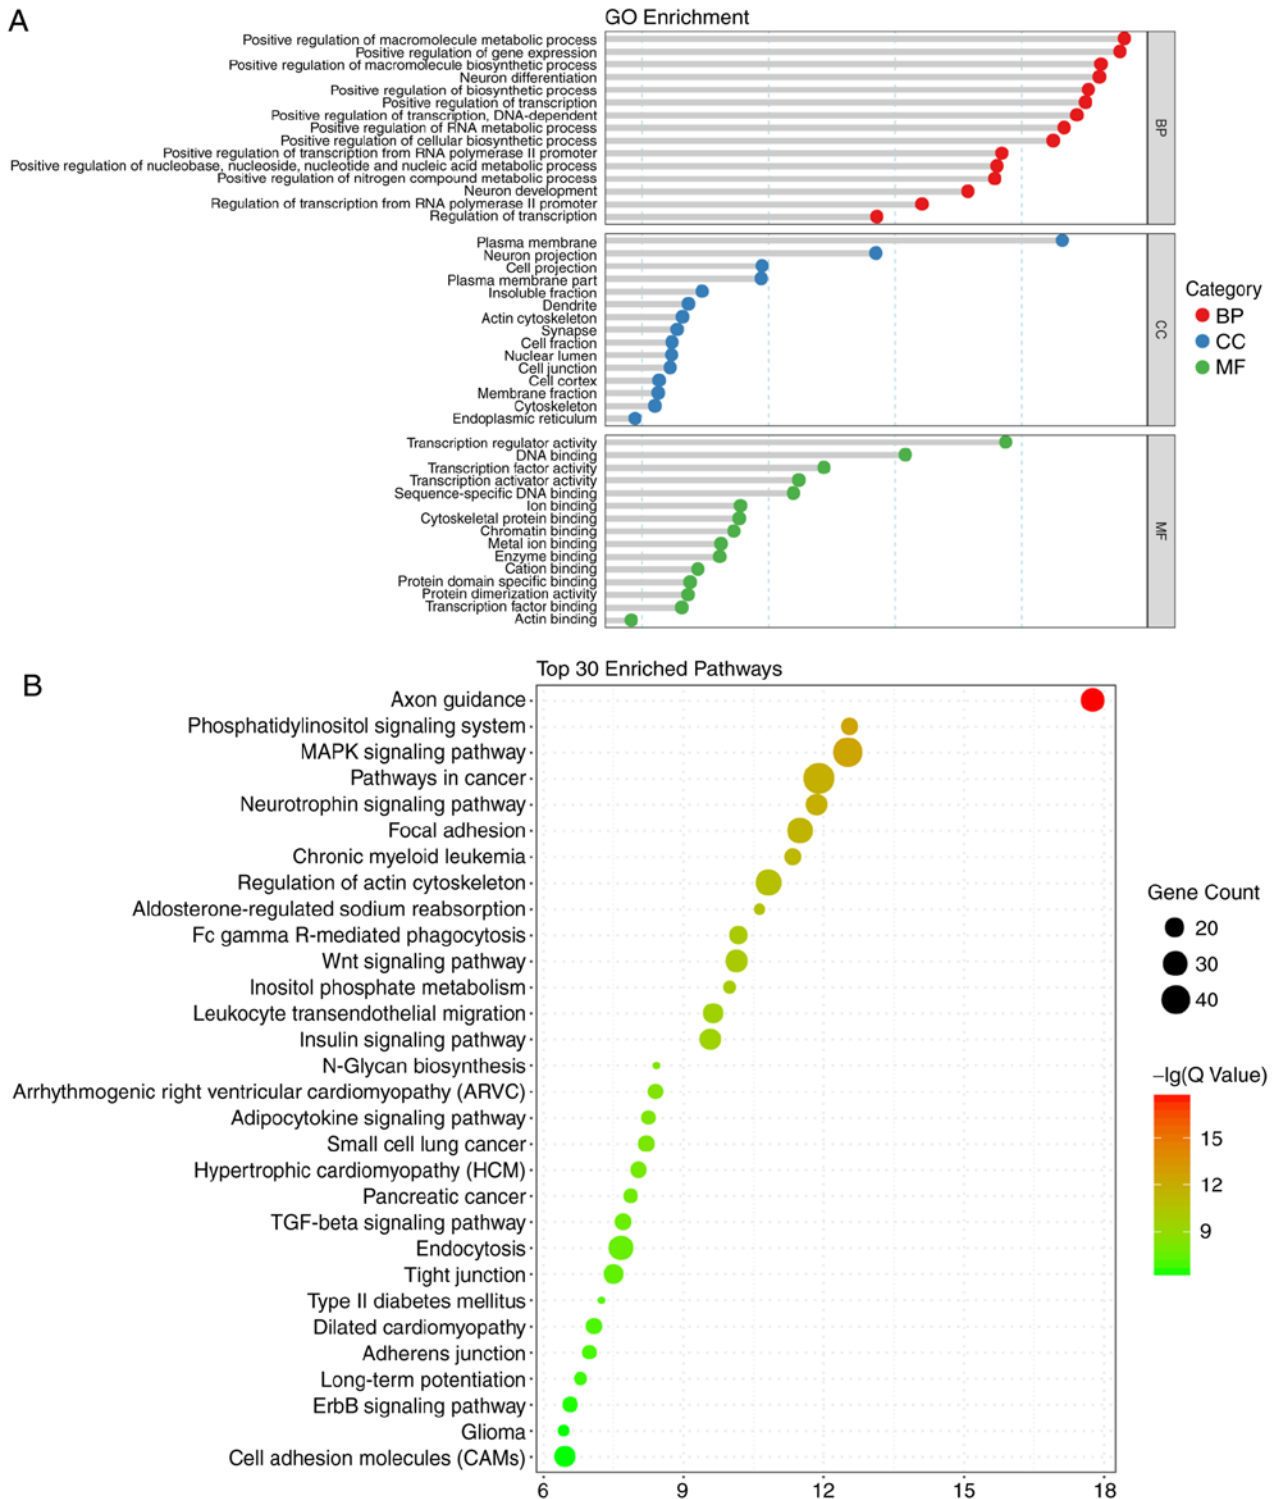 A
GO Enrichment
Positive regulation of macromolecule metabolic process
Positive regulation of gene expression
Positive regulation of macromolecule biosynthetic process
Neuron differentiation
Positive regulation of biosynthetic process
Positive regulation of transcription
Positive regulation of transcription, DNA-dependent
Positive regulation of RNA metabolic process
Positive regulation of cellular biosynthetic process
Positive regulation of transcription from RNA polymerase II promoter
Positive regulation of nucleobase, nucleoside, nucleotide and nucleic acid metabolic process
Positive regulation of nitrogen compound metabolic process
Neuron development
Regulation of transcription from RNA polymerase II promoter
Regulation of transcription
BP
Plasma membrane
Neuron projection
Cell projection
Plasma membrane part
Insoluble fraction
Dendrite
Actin cytoskeleton
Synapse
Cell fraction
Nuclear lumen
Cell junction
Cell cortex
Membrane fraction
Cytoskeleton
Endoplasmic reticulum
CC
Transcription regulator activity
DNA binding
Transcription factor activity
Transcription activator activity
Sequence-specific DNA binding
Ion binding
Cytoskeletal protein binding
Chromatin binding
Metal ion binding
Enzyme binding
Cation binding
Protein domain specific binding
Protein dimerization activity
Transcription factor binding
Actin binding
MF
Category
BP
CC
MF
B
Top 30 Enriched Pathways
Axon guidance
Phosphatidylinositol signaling system
MAPK signaling pathway
Pathways in cancer
Neurotrophin signaling pathway
Focal adhesion
Chronic myeloid leukemia
Regulation of actin cytoskeleton
Aldosterone-regulated sodium reabsorption
Fc gamma R-mediated phagocytosis
Wnt signaling pathway
Inositol phosphate metabolism
Leukocyte transendothelial migration
Insulin signaling pathway
N-Glycan biosynthesis
Arrhythmogenic right ventricular cardiomyopathy (ARVC)
Adipocytokine signaling pathway
Small cell lung cancer
Hypertrophic cardiomyopathy (HCM)
Pancreatic cancer
TGF-beta signaling pathway
Endocytosis
Tight junction
Type II diabetes mellitus
Dilated cardiomyopathy
Adherens junction
Long-term potentiation
ErbB signaling pathway
Glioma
Cell adhesion molecules (CAMs)
6 9 12 15 18
Gene Count
20
30
40
−lg(Q Value)
15
12
9